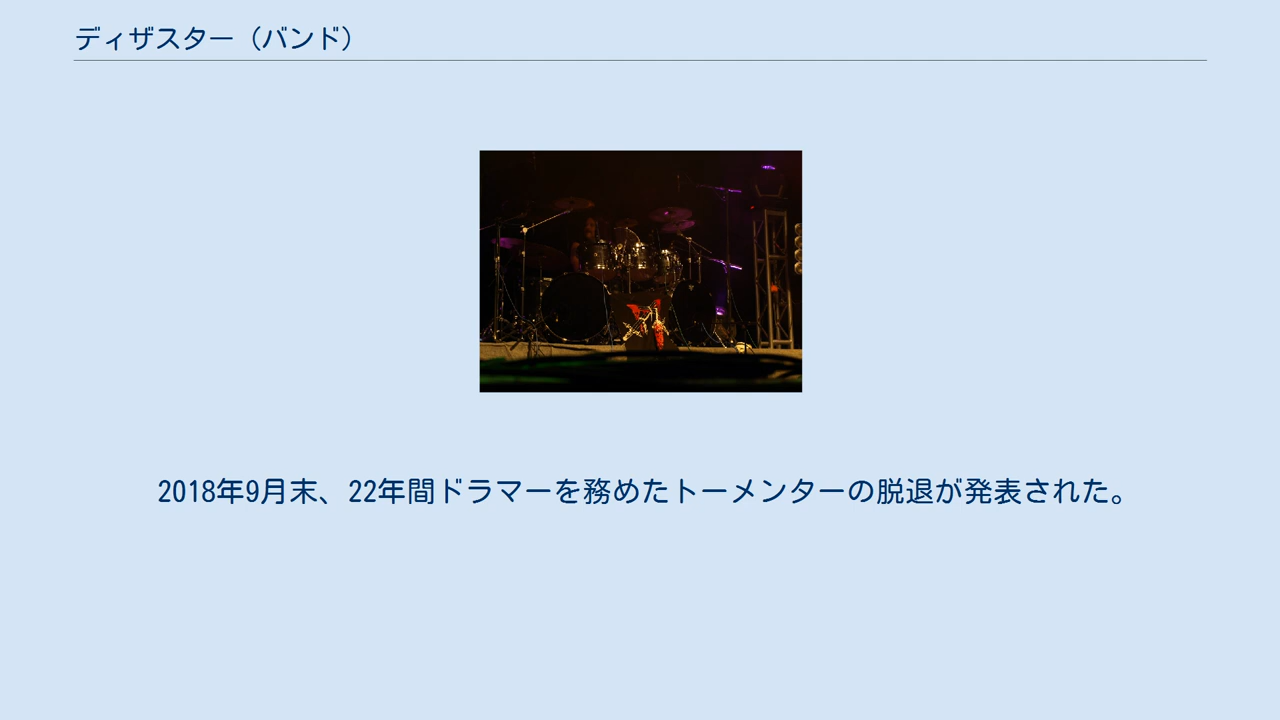 ディザスター（バンド）
2018年9月末、22年間ドラマーを務めたトーメンターの脱退が発表された。